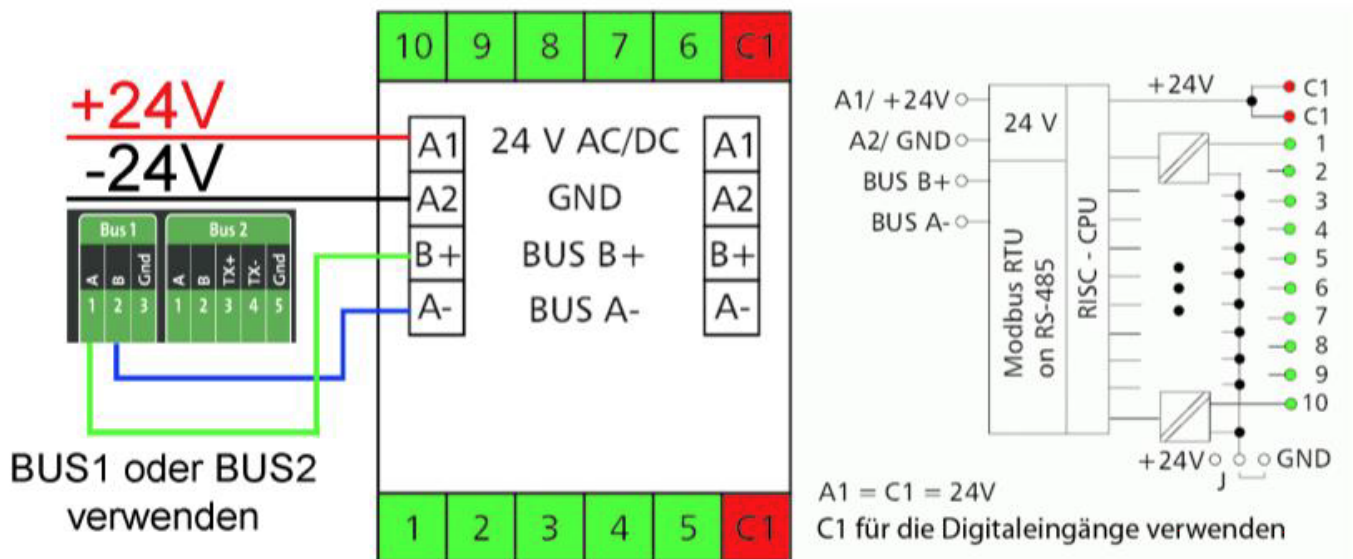 10 9 8 7 6 C1
+24V
-24V
A1 24 V AC/DC A1
A2 GND A2
B+ BUS B+ B+
A- BUS A- A-
Bus 1 Bus 2
A B Gnd A B TX+ TX- Gnd
1 2 3 1 2 3 4 5
BUS1 oder BUS2
verwenden
1 2 3 4 5 C1
A1/ +24V
A2/ GND
BUS B+
BUS A-
24 V
Modbus RTU
on RS-485
RISC - CPU
+24V
C1
C1
1
2
3
4
5
6
7
8
9
10
+24V GND
J
A1 = C1 = 24V
C1 für die Digitaleingänge verwenden